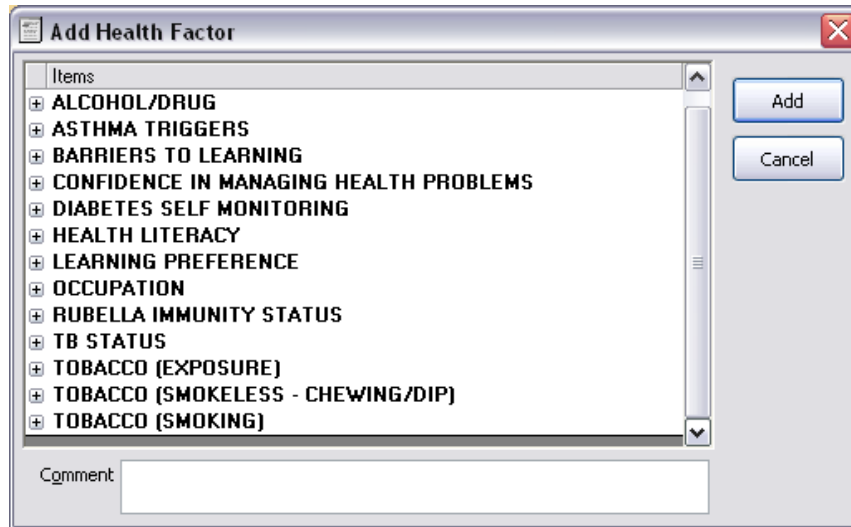 Add Health Factor
Items
ALCOHOL/DRUG
ASTHMA TRIGGERS
BARRIERS TO LEARNING
CONFIDENCE IN MANAGING HEALTH PROBLEMS
DIABETES SELF MONITORING
HEALTH LITERACY
LEARNING PREFERENCE
OCCUPATION
RUBELLA IMMUNITY STATUS
TB STATUS
TOBACCO (EXPOSURE)
TOBACCO (SMOKELESS - CHEWING/DIP)
TOBACCO (SMOKING)
Add
Cancel
Comment